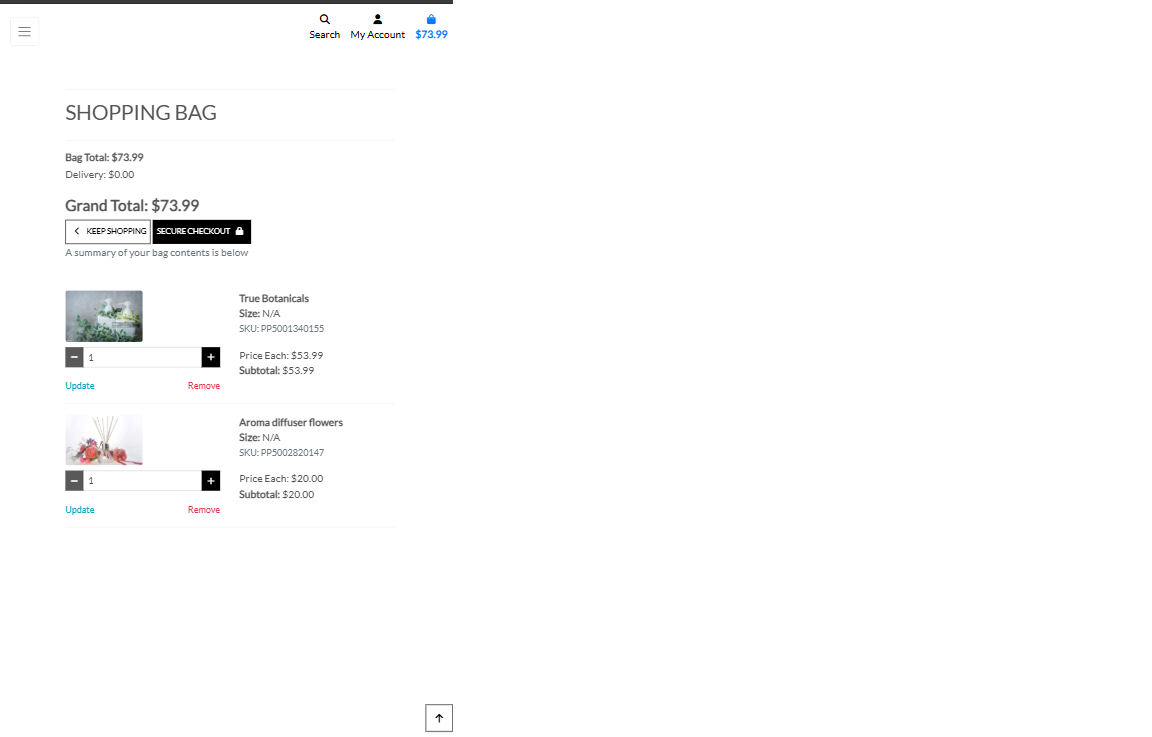 Search
My Account
$73.99
SHOPPING BAG
Bag Total: $73.99
Delivery: $0.00
Grand Total: $73.99
KEEP SHOPPING
SECURE CHECKOUT
A summary of your bag contents is below
True Botanicals
Size: N/A
SKU: PP5001340155
1
Price Each: $53.99
Subtotal: $53.99
Update
Remove
Aroma diffuser flowers
Size: N/A
SKU: PP5002820147
1
Price Each: $20.00
Subtotal: $20.00
Update
Remove